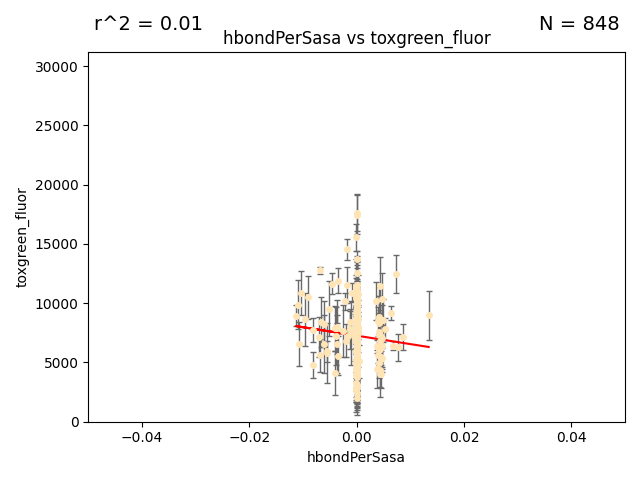 r^2 = 0.01
N = 848
hbondPerSasa vs toxgreen_fluor
30000
25000
20000
15000
10000
5000
0
toxgreen_fluor
−0.04
−0.02
0.00
0.02
0.04
hbondPerSasa